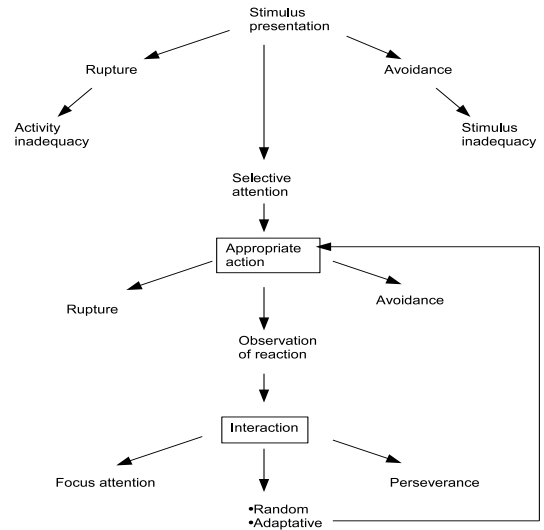 Stimulus
presentation
Rupture
Avoidance
Activity
inadequacy
Stimulus
inadequacy
Selective
attention
Appropriate
action
Rupture
Avoidance
Observation
of reaction
Interaction
Focus attention
Perseverance
•Random
•Adaptative